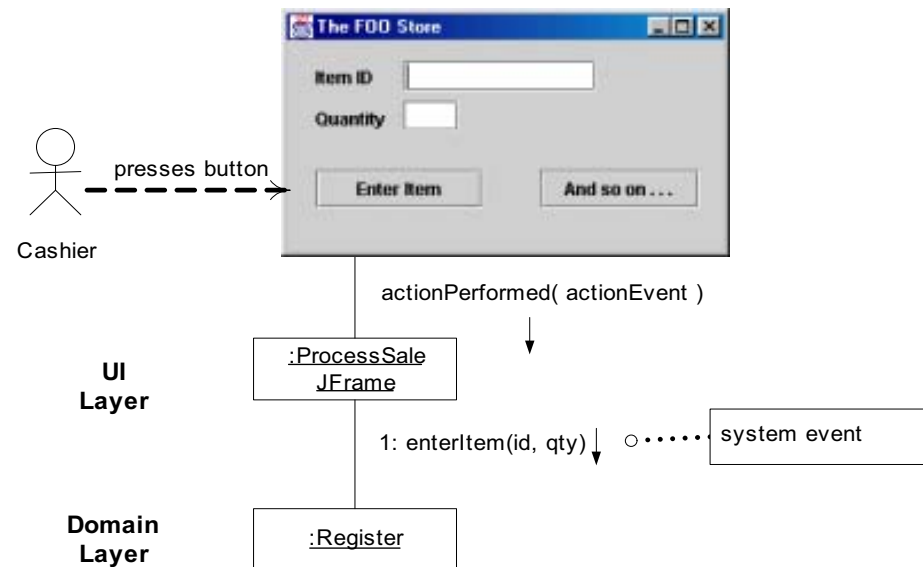 The FOO Store
Item ID
Quantity
presses button
Enter Item
And so on . . .
Cashier
actionPerformed( actionEvent )
UI
Layer
:ProcessSale
JFrame
1: enterItem(id, qty)
system event
Domain
Layer
:Register